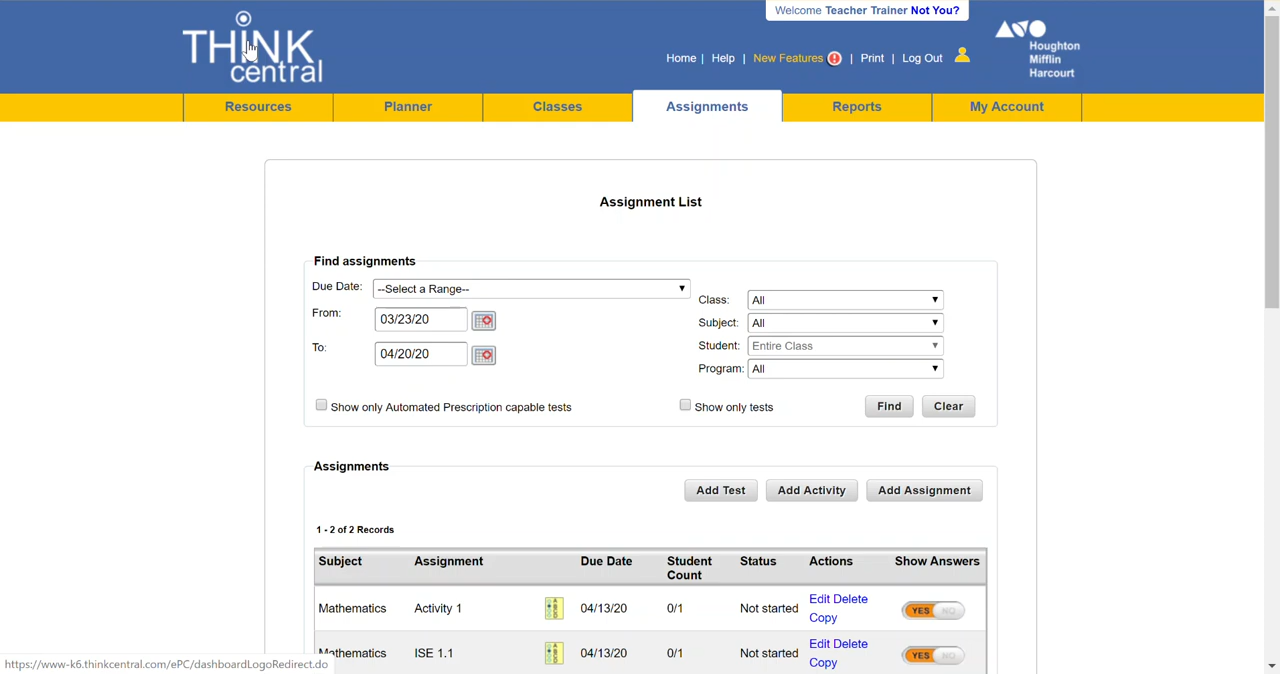 Welcome Teacher Trainer Not You?
THINK
central
Home | Help | New Features | Print | Log Out
Houghton
Mifflin
Harcourt
Resources Planner Classes Assignments Reports My Account
Assignment List
Find assignments
Due Date: --Select a Range--
From: 03/23/20
To: 04/20/20
Class: All
Subject: All
Student: Entire Class
Program: All
Show only Automated Prescription capable tests Show only tests Find Clear
Assignments
Add Test Add Activity Add Assignment
1 - 2 of 2 Records
Subject Assignment Due Date Student Count Status Actions Show Answers
Mathematics Activity 1 04/13/20 0/1 Not started Edit Delete Copy YES NO
Mathematics ISE 1.1 04/13/20 0/1 Not started Edit Delete Copy YES NO
https://www-k6.thinkcentral.com/ePC/dashboardLogoRedirect.do